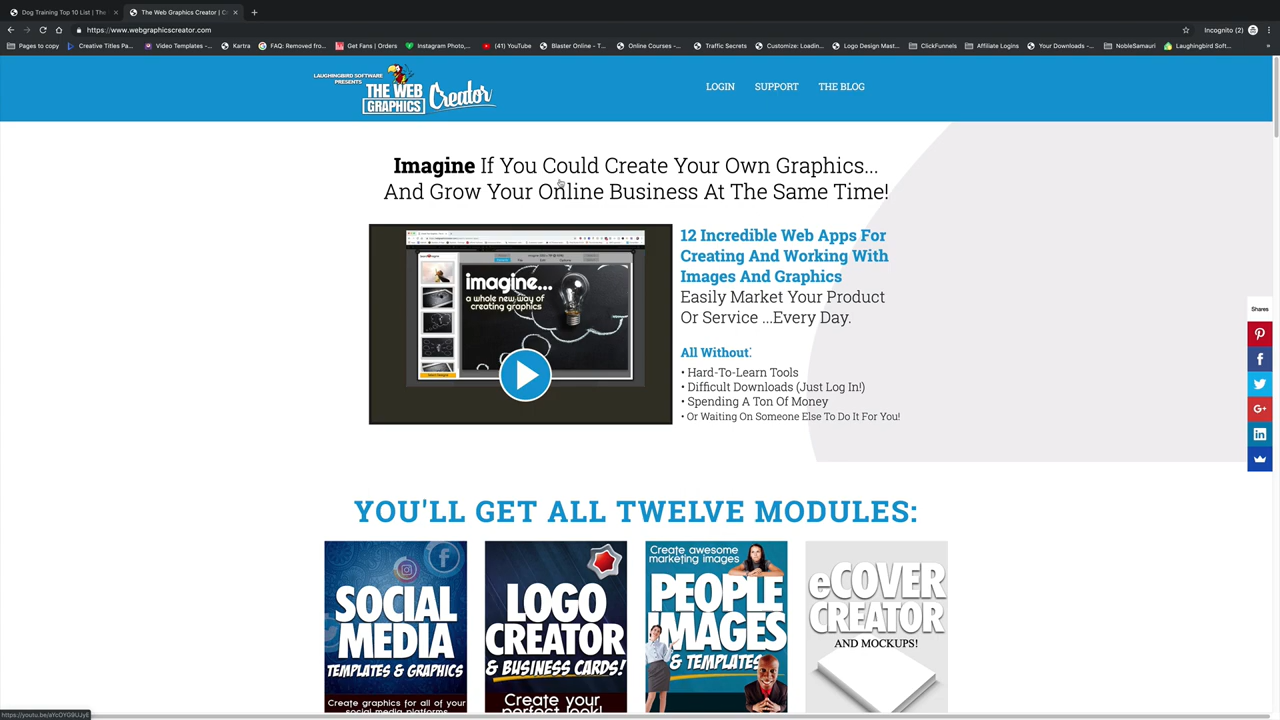 Dog Training Top 10 List | The
The Web Graphics Creator | C
https://www.webgraphicscreator.com
Incognito (2)
Pages to copy
Creative Titles Pa...
Video Templates -...
Kartra
FAQ: Removed fro...
Get Fans | Orders
Instagram Photo,...
(41) YouTube
Blaster Online - T...
Online Courses -...
Traffic Secrets
Customize: Loadin...
Logo Design Mast...
ClickFunnels
Affiliate Logins
Your Downloads -...
NobleSamaurI
Laughingbird Soft...
LAUGHINGBIRD SOFTWARE
PRESENTS
THE WEB
GRAPHICS
Creator
LOGIN
SUPPORT
THE BLOG
Imagine If You Could Create Your Own Graphics...
And Grow Your Online Business At The Same Time!
imagine...
a whole new way of
creating graphics
12 Incredible Web Apps For
Creating And Working With
Images And Graphics
Easily Market Your Product
Or Service ...Every Day.
All Without:
• Hard-To-Learn Tools
• Difficult Downloads (Just Log In!)
• Spending A Ton Of Money
• Or Waiting On Someone Else To Do It For You!
Shares
YOU'LL GET ALL TWELVE MODULES:
SOCIAL
MEDIA
TEMPLATES & GRAPHICS
Create graphics for all of your
social media platforms
LOGO
CREATOR
& BUSINESS CARDS!
Create your
perfect look!
Create awesome
marketing images
PEOPLE
IMAGES
& TEMPLATES
eCOVER
CREATOR
AND MOCKUPS!
https://youtu.be/aYcOYG9UJyE